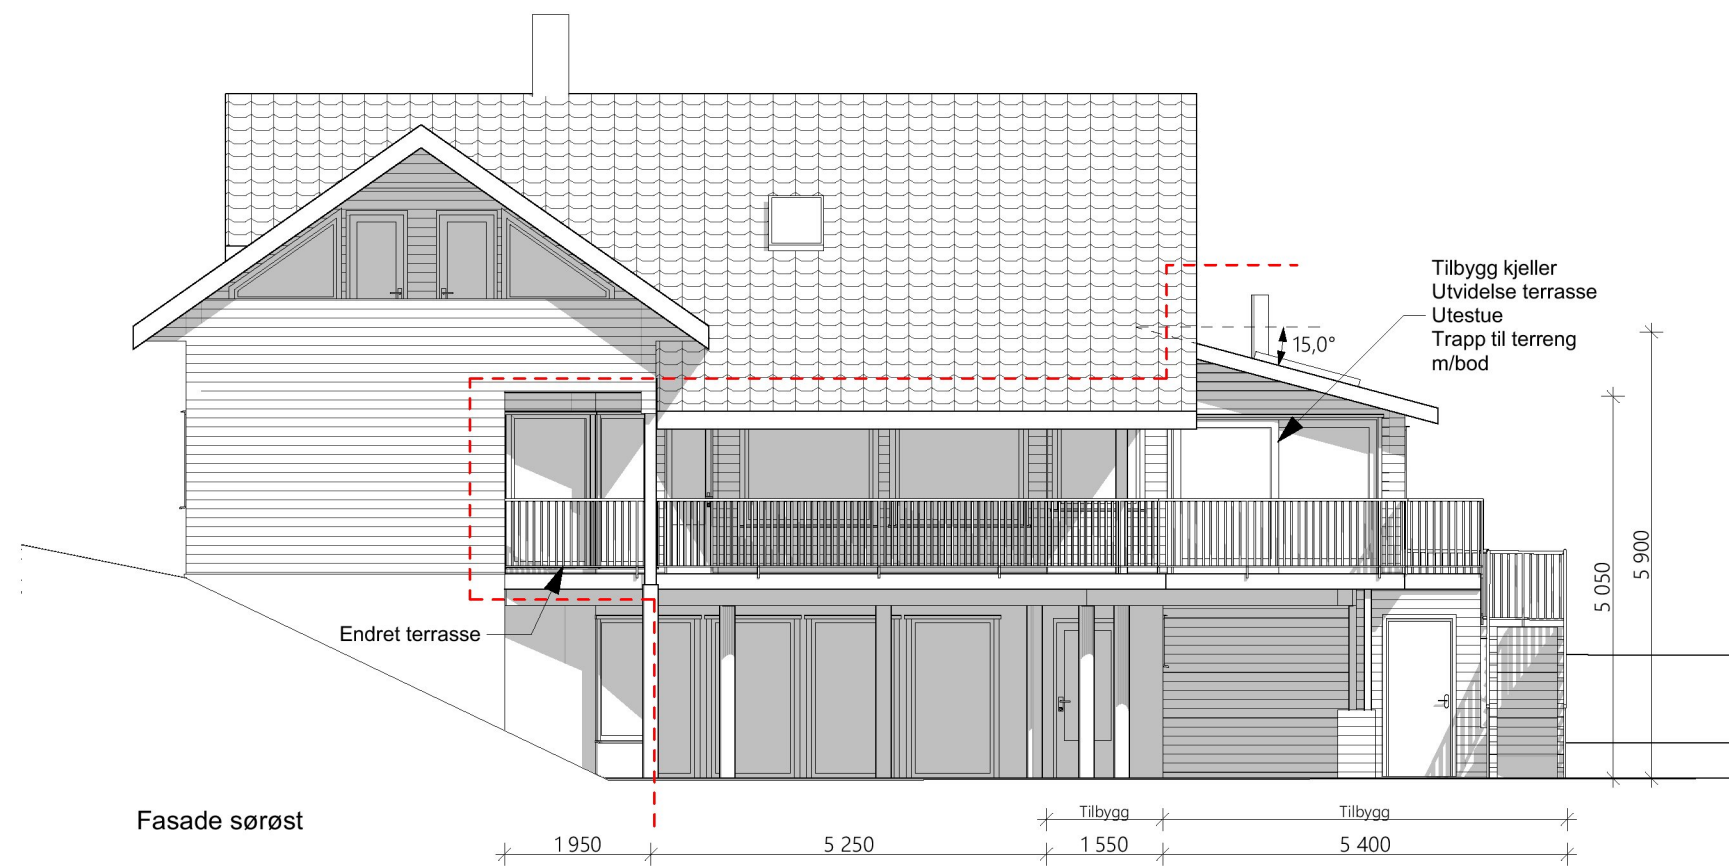 Tilbygg kjeller
Utvidelse terrasse
Utestue
Trapp til terreng
m/bod
15,0°
5 900
5 050
Endret terrasse
Fasade sørøst
Tilbygg
Tilbygg
1 950
5 250
1 550
5 400